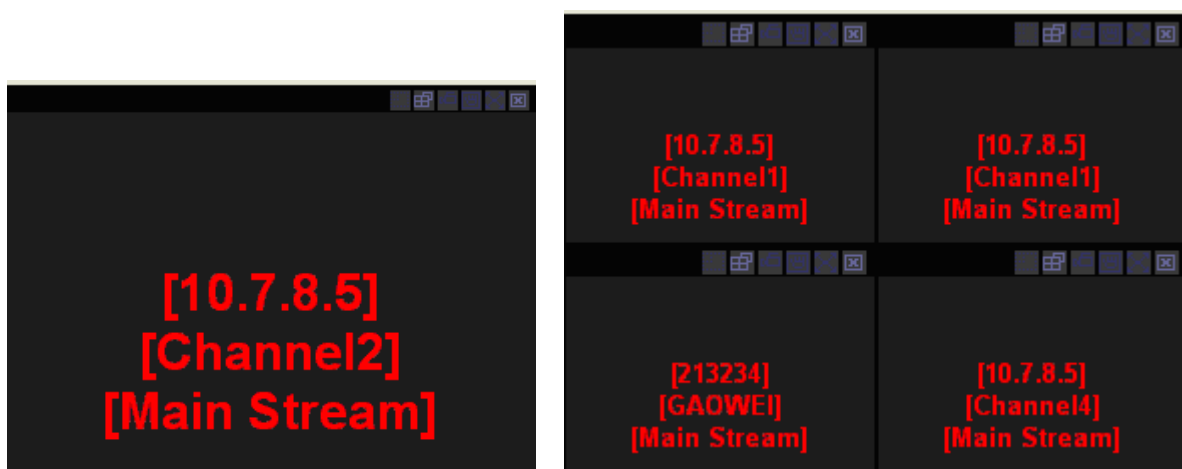 [10.7.8.5]
[Channel2]
[Main Stream]
[10.7.8.5]
[Channel1]
[Main Stream]
[10.7.8.5]
[Channel1]
[Main Stream]
[213234]
[GAOWEI]
[Main Stream]
[10.7.8.5]
[Channel4]
[Main Stream]